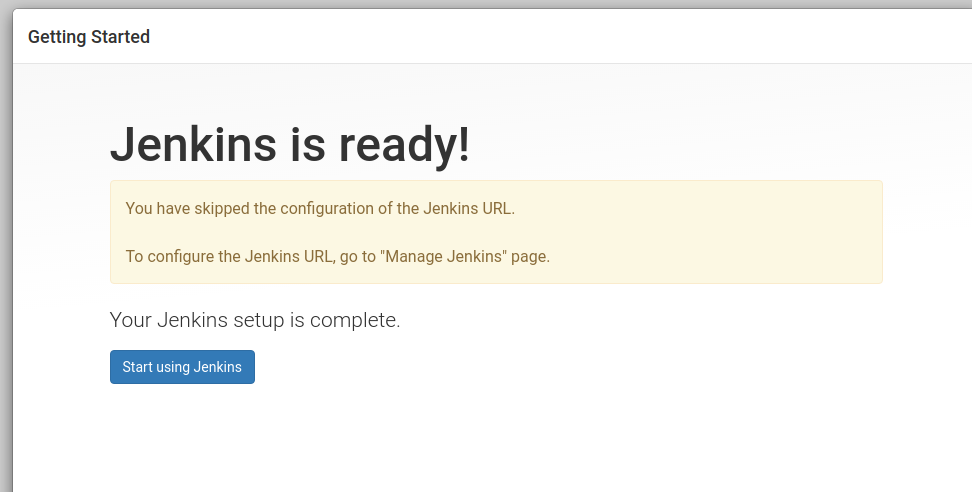 Getting Started
Jenkins is ready!
You have skipped the configuration of the Jenkins URL.
To configure the Jenkins URL, go to "Manage Jenkins" page.
Your Jenkins setup is complete.
Start using Jenkins